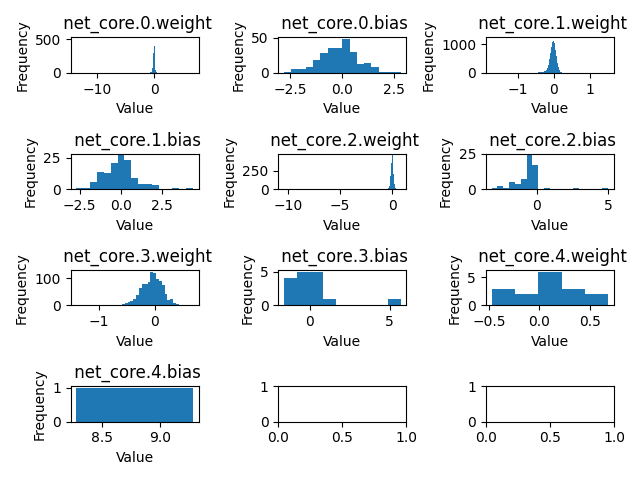 net_core.0.weight
Frequency
500
0
−10
0
Value
net_core.0.bias
Frequency
50
0
−2.5
0.0
2.5
Value
net_core.1.weight
Frequency
1000
0
−1
0
1
Value
net_core.1.bias
Frequency
25
0
−2.5
0.0
2.5
Value
net_core.2.weight
Frequency
250
0
−10
−5
0
Value
net_core.2.bias
Frequency
25
0
0
5
Value
net_core.3.weight
Frequency
100
0
−1
0
Value
net_core.3.bias
Frequency
5
0
0
5
Value
net_core.4.weight
Frequency
5
0
−0.5
0.0
0.5
Value
net_core.4.bias
Frequency
1
0
8.5
9.0
Value
1
0
0.0
0.5
1.0
1
0
0.0
0.5
1.0